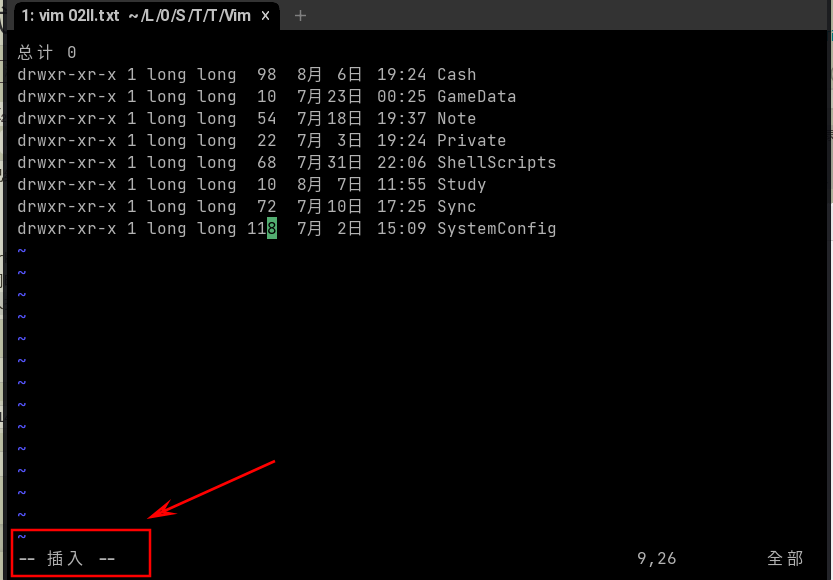 1: vim 02ll.txt ~/L/0/S/T/T/Vim × +
总计 0
drwxr-xr-x 1 long long  98  8月  6日 19:24 Cash
drwxr-xr-x 1 long long  10  7月 23日 00:25 GameData
drwxr-xr-x 1 long long  54  7月 18日 19:37 Note
drwxr-xr-x 1 long long  22  7月  3日 19:24 Private
drwxr-xr-x 1 long long  68  7月 31日 22:06 ShellScripts
drwxr-xr-x 1 long long  10  8月  7日 11:55 Study
drwxr-xr-x 1 long long  72  7月 10日 17:25 Sync
drwxr-xr-x 1 long long 118  7月  2日 15:09 SystemConfig
~
~
~
~
~
~
~
~
~
~
~
~
~
~
-- 插入 -- 9,26 全部